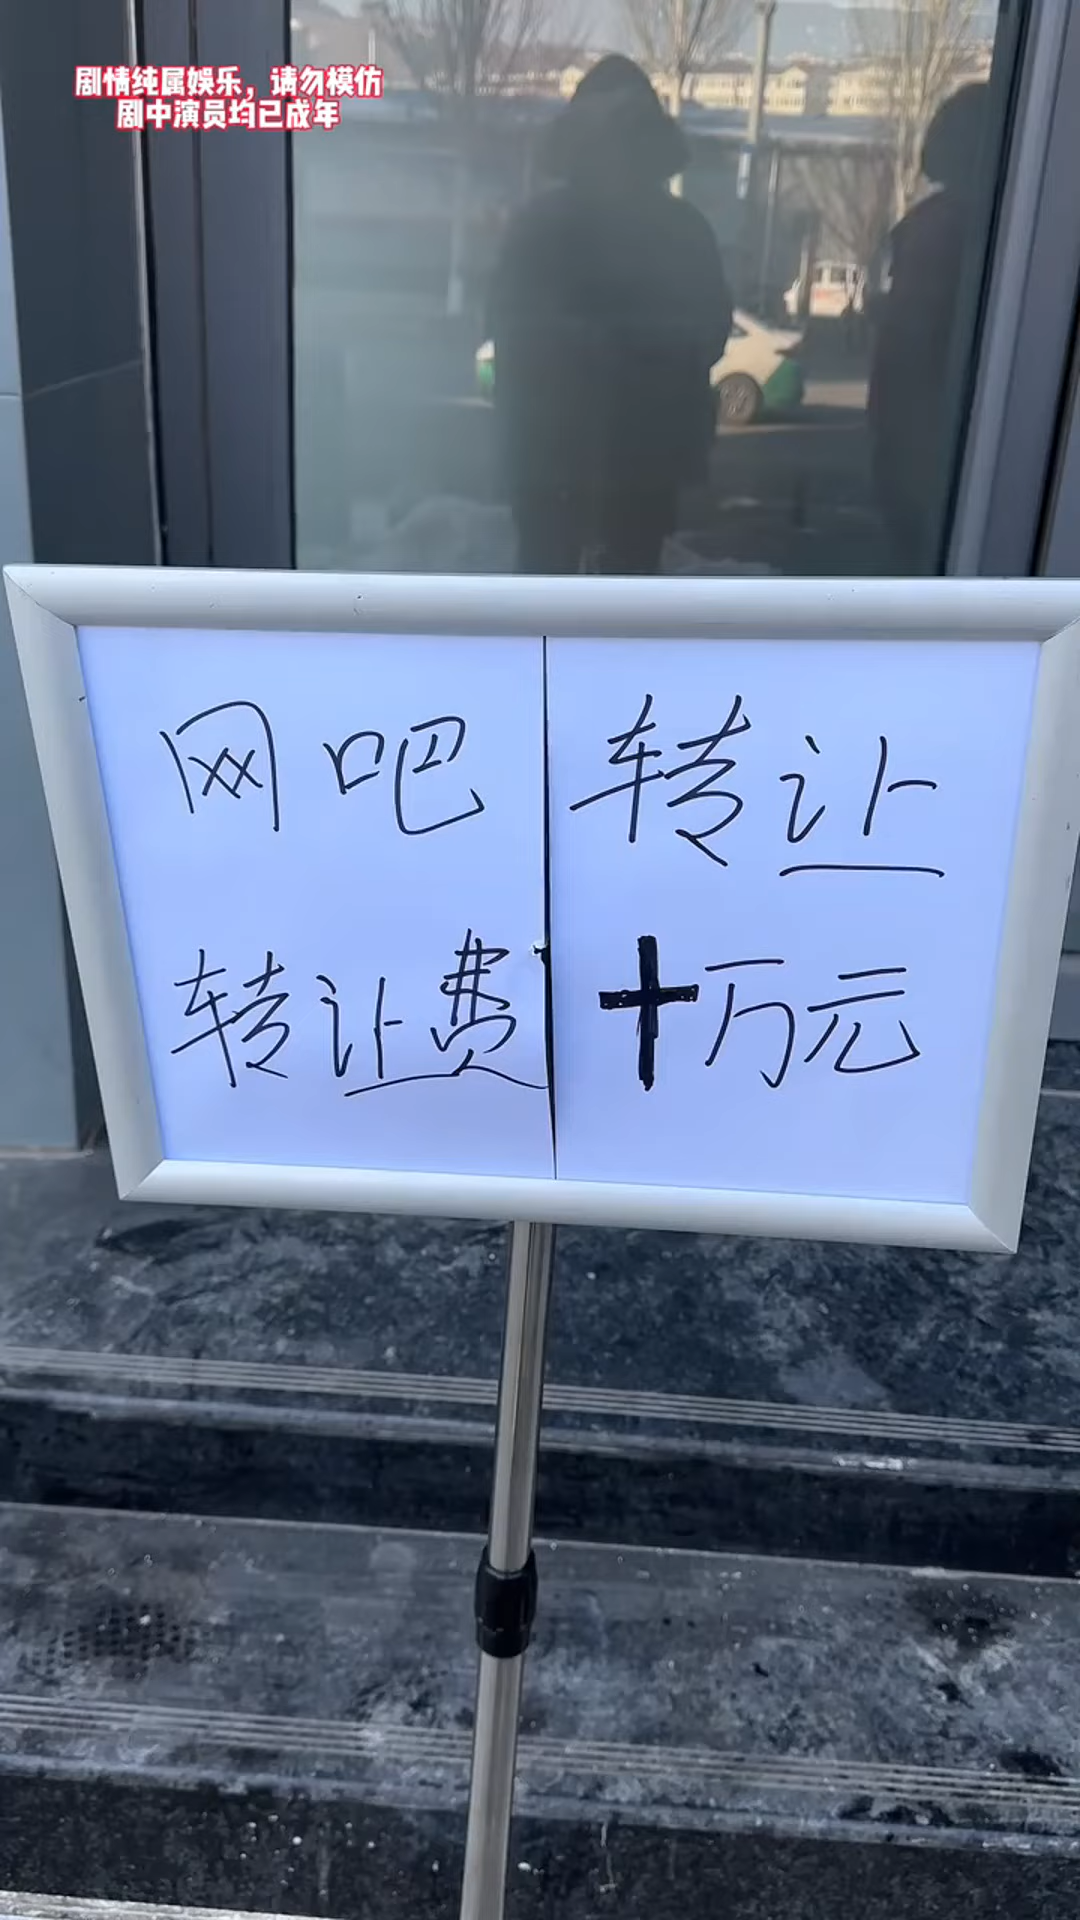 剧情纯属娱乐，请勿模仿
剧中演员均已成年
网吧转让
转让费十万元